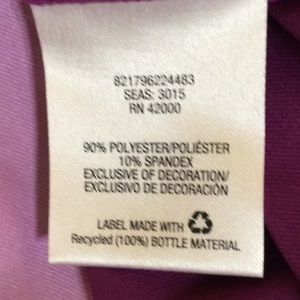 821796224483
SEAS: 3015
RN 42000
90% POLYESTER/POLIÉSTER
10% SPANDEX
EXCLUSIVE OF DECORATION/
EXCLUSIVO DE DECORACIÓN
LABEL MADE WITH
Recycled (100%) BOTTLE MATERIAL